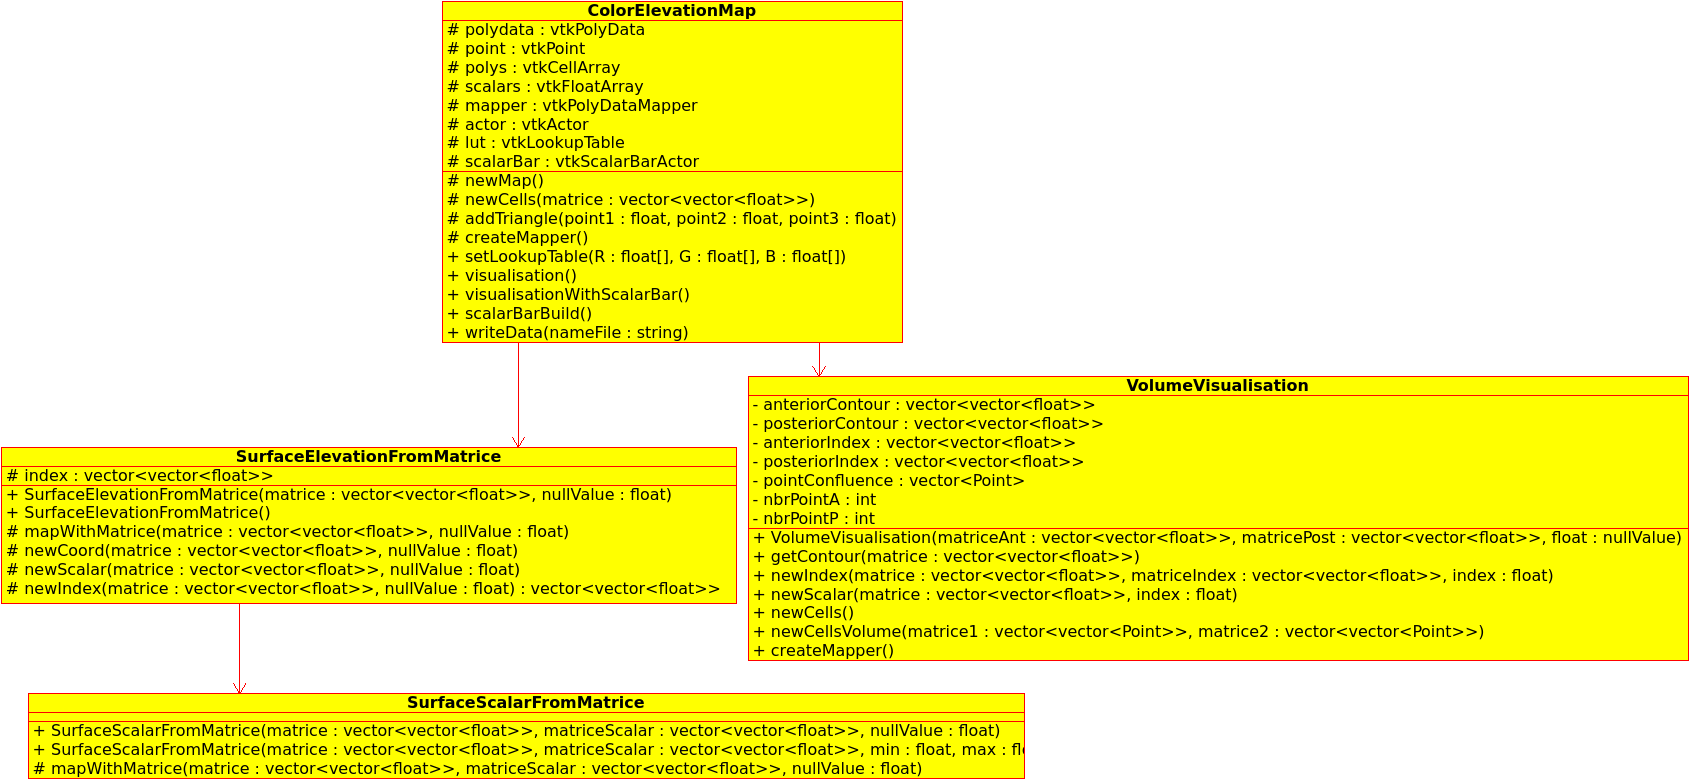 ColorElevationMap
# polydata : vtkPolyData
# point : vtkPoint
# polys : vtkCellArray
# scalars : vtkFloatArray
# mapper : vtkPolyDataMapper
# actor : vtkActor
# lut : vtkLookupTable
# scalarBar : vtkScalarBarActor
# newMap()
# newCells(matrice : vector<vector<float>>)
# addTriangle(point1 : float, point2 : float, point3 : float)
# createMapper()
+ setLookupTable(R : float[], G : float[], B : float[])
+ visualisation()
+ visualisationWithScalarBar()
+ scalarBarBuild()
+ writeData(nameFile : string)
VolumeVisualisation
- anteriorContour : vector<vector<float>>
- posteriorContour : vector<vector<float>>
- anteriorIndex : vector<vector<float>>
- posteriorIndex : vector<vector<float>>
- pointConfluence : vector<Point>
- nbrPointA : int
- nbrPointP : int
+ VolumeVisualisation(matriceAnt : vector<vector<float>>, matricePost : vector<vector<float>>, float : nullValue)
+ getContour(matrice : vector<vector<float>>)
+ newIndex(matrice : vector<vector<float>>, matriceIndex : vector<vector<float>>, index : float)
+ newScalar(matrice : vector<vector<float>>, index : float)
+ newCells()
+ newCellsVolume(matrice1 : vector<vector<Point>>, matrice2 : vector<vector<Point>>)
+ createMapper()
SurfaceElevationFromMatrice
# index : vector<vector<float>>
+ SurfaceElevationFromMatrice(matrice : vector<vector<float>>, nullValue : float)
+ SurfaceElevationFromMatrice()
# mapWithMatrice(matrice : vector<vector<float>>, nullValue : float)
# newCoord(matrice : vector<vector<float>>, nullValue : float)
# newScalar(matrice : vector<vector<float>>, nullValue : float)
# newIndex(matrice : vector<vector<float>>, nullValue : float) : vector<vector<float>>
SurfaceScalarFromMatrice
+ SurfaceScalarFromMatrice(matrice : vector<vector<float>>, matriceScalar : vector<vector<float>>, nullValue : float)
+ SurfaceScalarFromMatrice(matrice : vector<vector<float>>, matriceScalar : vector<vector<float>>, min : float, max :
# mapWithMatrice(matrice : vector<vector<float>>, matriceScalar : vector<vector<float>>, nullValue : float)